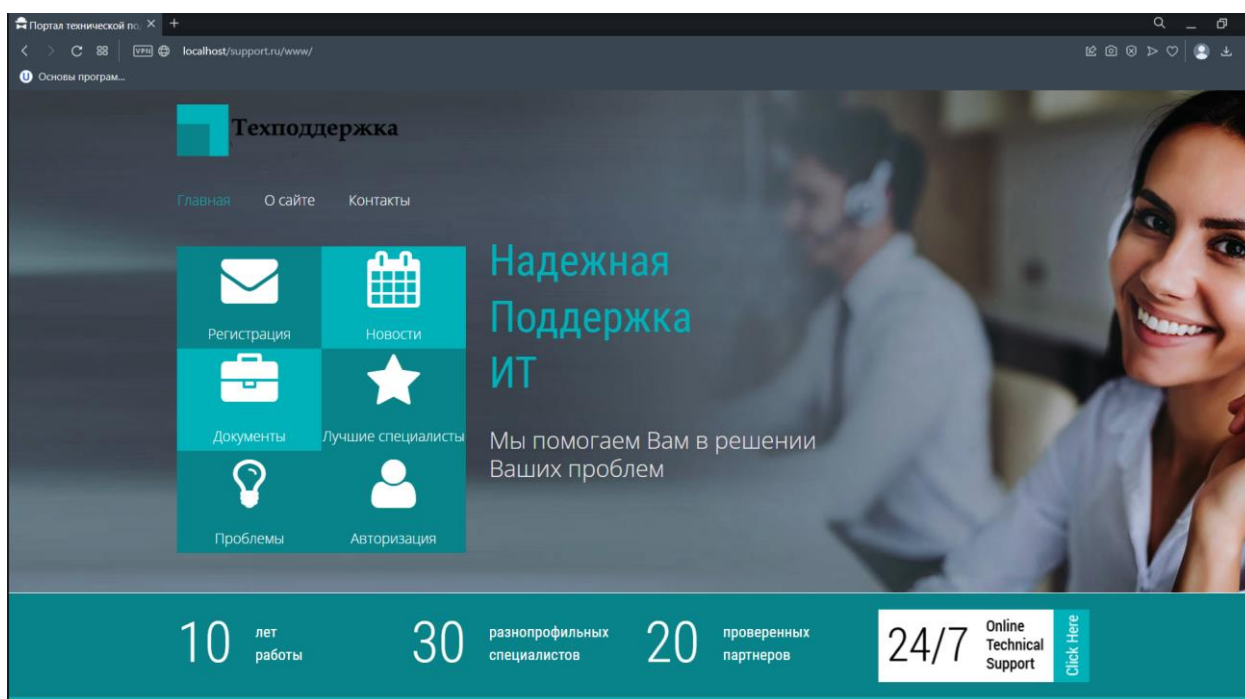 Портал технической по
VPN
localhost/support.ru/www/
U Основы програм...
Техподдержка
Главная О сайте Контакты
Надежная
Поддержка
ИТ
Мы помогаем Вам в решении
Ваших проблем
Регистрация Новости
Документы Лучшие специалисты
Проблемы Авторизация
10 лет
работы
30 разнопрофильных
специалистов
20 проверенных
партнеров
24/7 Online
Technical
Support
Click Here